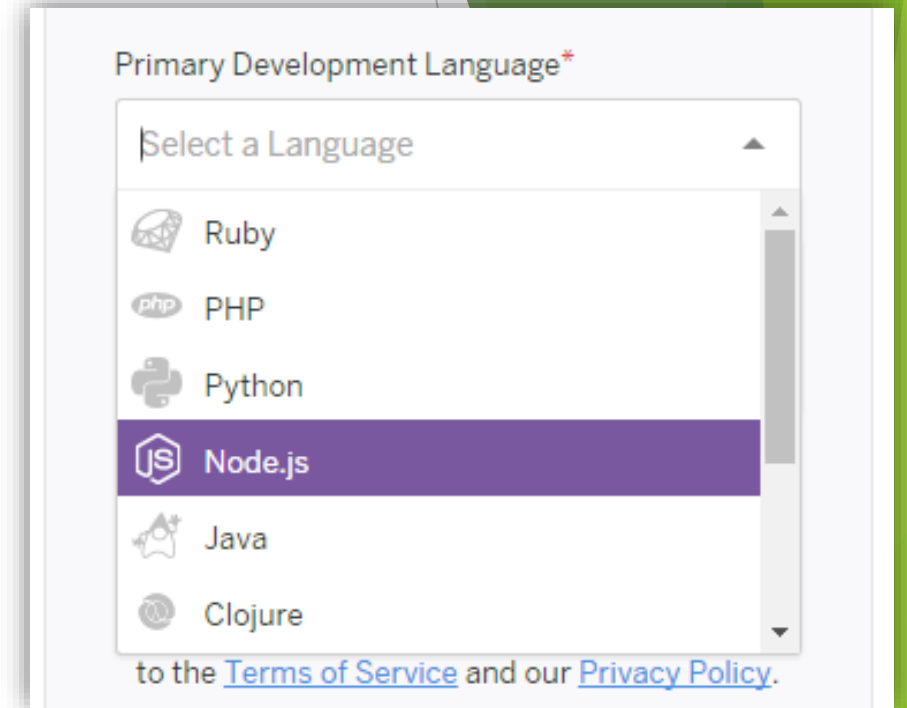 Primary Development Language*
Select a Language
Ruby
php PHP
Python
JS Node.js
Java
Clojure
to the Terms of Service and our Privacy Policy.